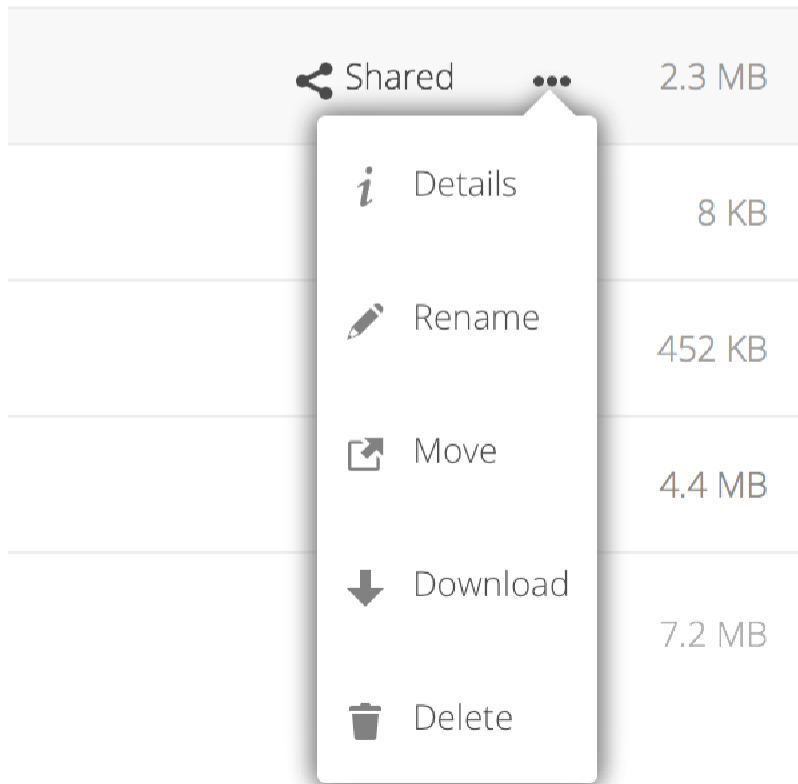 Shared ••• 2.3 MB
Details
8 KB
Rename
452 KB
Move
4.4 MB
Download
7.2 MB
Delete